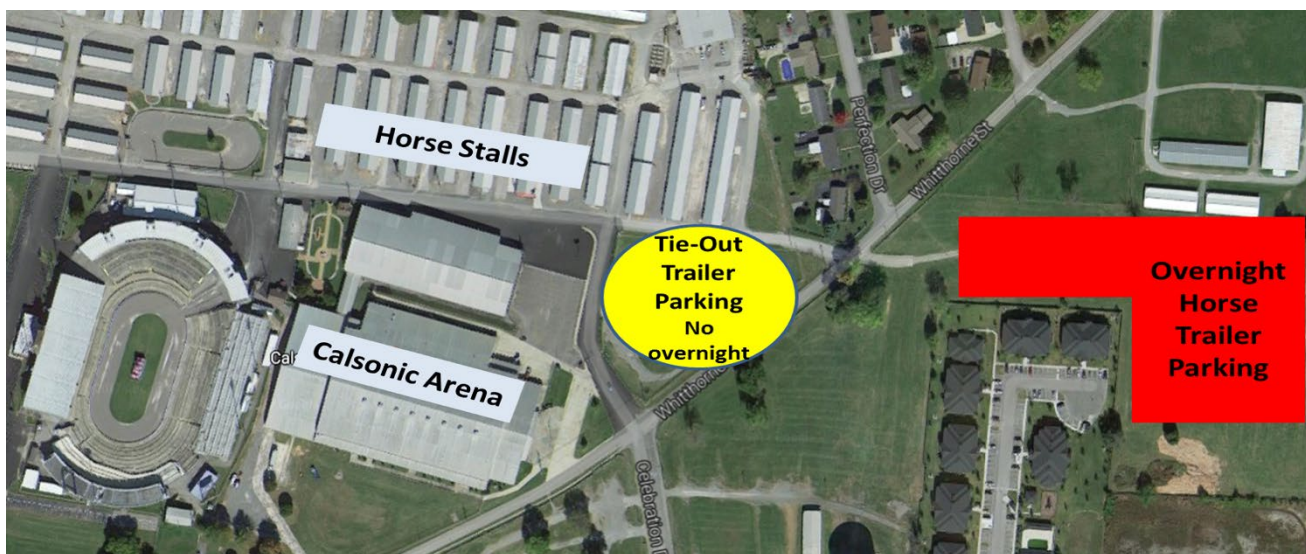 Horse Stalls
Perfection Dr
Whitthorne St
Tie-Out
Trailer
Parking
No
overnight
Overnight
Horse
Trailer
Parking
Cal
Calsonic Arena
Whitthorne
Celebration D